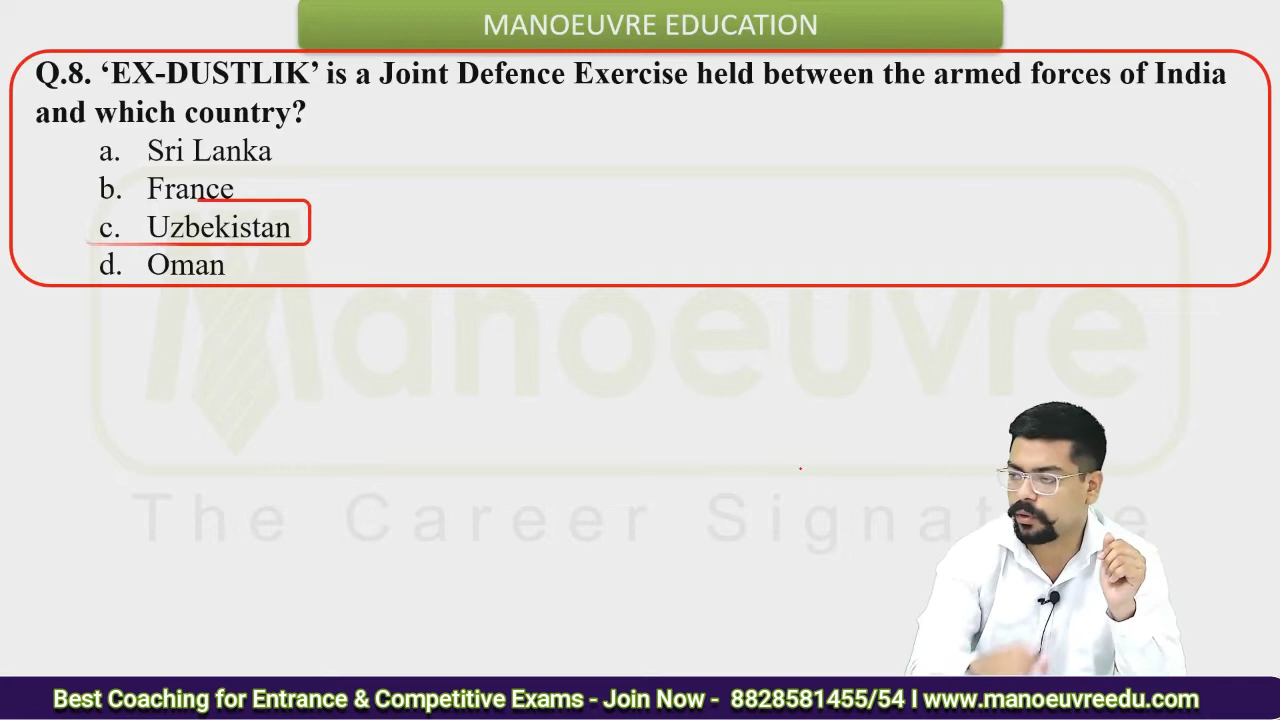 MANOEUVRE EDUCATION
Q.8. ‘EX-DUSTLIK’ is a Joint Defence Exercise held between the armed forces of India
and which country?
a. Sri Lanka
b. France
c. Uzbekistan
d. Oman
Manoeuvre
The Career Signature
Best Coaching for Entrance & Competitive Exams - Join Now - 8828581455/54 I www.manoeuvreedu.com